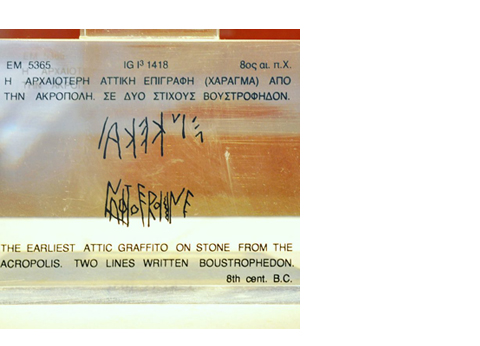 EM 5365 IG I³ 1418 8ος αι. π.Χ.
Η ΑΡΧΑΙΟΤΕΡΗ ΑΤΤΙΚΗ ΕΠΙΓΡΑΦΗ (ΧΑΡΑΓΜΑ) ΑΠΟ
ΤΗΝ ΑΚΡΟΠΟΛΗ. ΣΕ ΔΥΟ ΣΤΙΧΟΥΣ ΒΟΥΣΤΡΟΦΗΔΟΝ.
THE EARLIEST ATTIC GRAFFITO ON STONE FROM THE
ACROPOLIS. TWO LINES WRITTEN BOUSTROPHEDON.
8th cent. B.C.